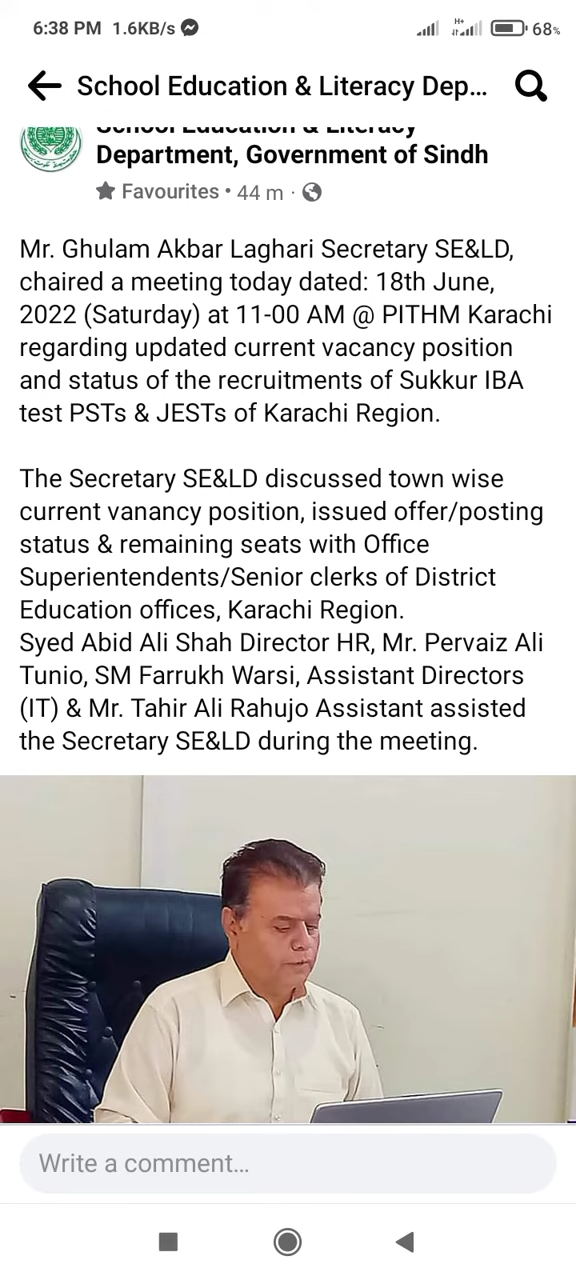 6:38 PM 1.6KB/s
H+
68%
School Education & Literacy Dep...
School Education & Literacy
Department, Government of Sindh
Favourites • 44 m ·
Mr. Ghulam Akbar Laghari Secretary SE&LD,
chaired a meeting today dated: 18th June,
2022 (Saturday) at 11-00 AM @ PITHM Karachi
regarding updated current vacancy position
and status of the recruitments of Sukkur IBA
test PSTs & JESTs of Karachi Region.
The Secretary SE&LD discussed town wise
current vanancy position, issued offer/posting
status & remaining seats with Office
Superientendents/Senior clerks of District
Education offices, Karachi Region.
Syed Abid Ali Shah Director HR, Mr. Pervaiz Ali
Tunio, SM Farrukh Warsi, Assistant Directors
(IT) & Mr. Tahir Ali Rahujo Assistant assisted
the Secretary SE&LD during the meeting.
Write a comment...